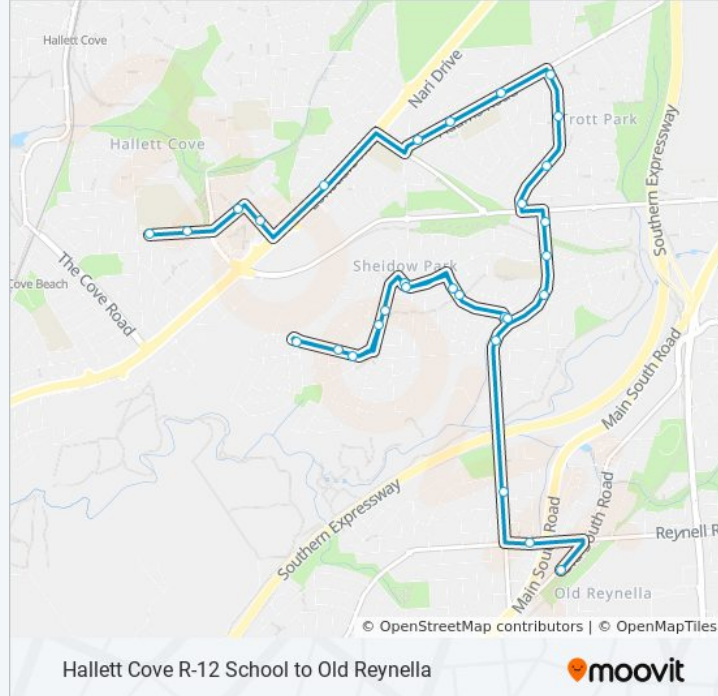 Hallett Cove
Nari Drive
Trott Park
Hallett Cove
Southern Expressway
Sheidow Park
The Cove Road
Cove Beach
Main South Road
Southern Expressway
Main South Road
South Road
Reynell R
Old Reynella
© OpenStreetMap contributors | © OpenMapTiles
Hallett Cove R-12 School to Old Reynella
moovit